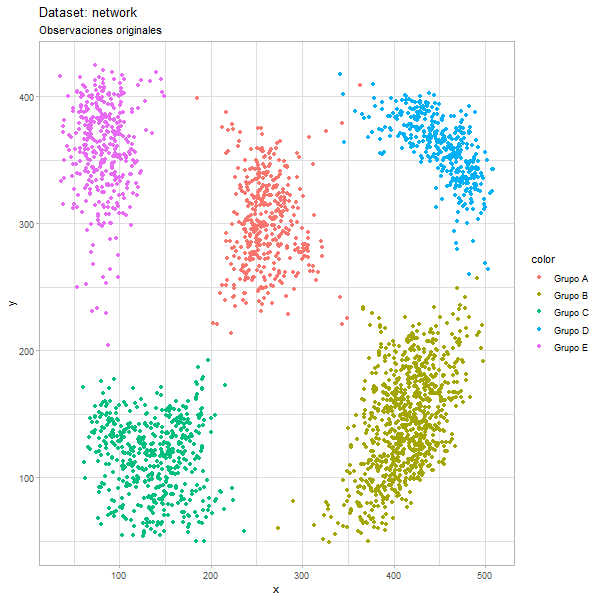 Dataset: network
Observaciones originales
400
300
200
100
y
100
200
300
400
500
x
color
Grupo A
Grupo B
Grupo C
Grupo D
Grupo E